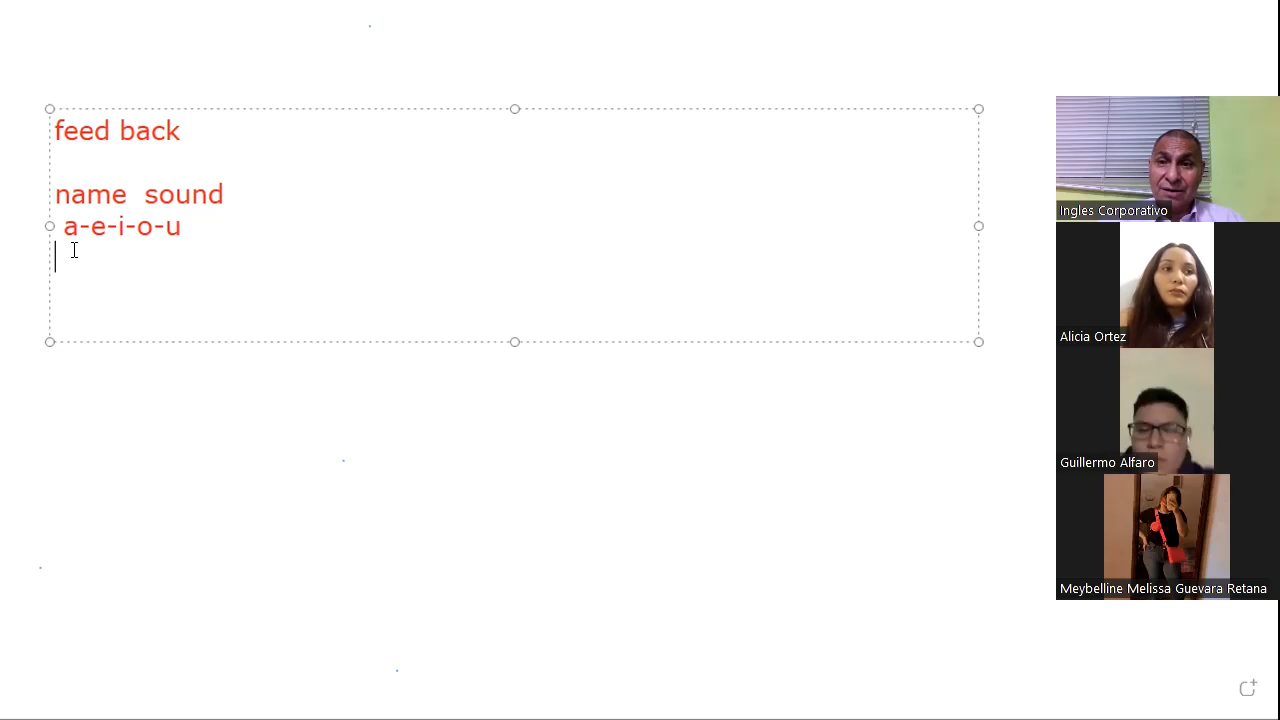 feed back
name sound
a-e-i-o-u
Ingles Corporativo
Alicia Ortez
Guillermo Alfaro
Meybelline Melissa Guevara Retana